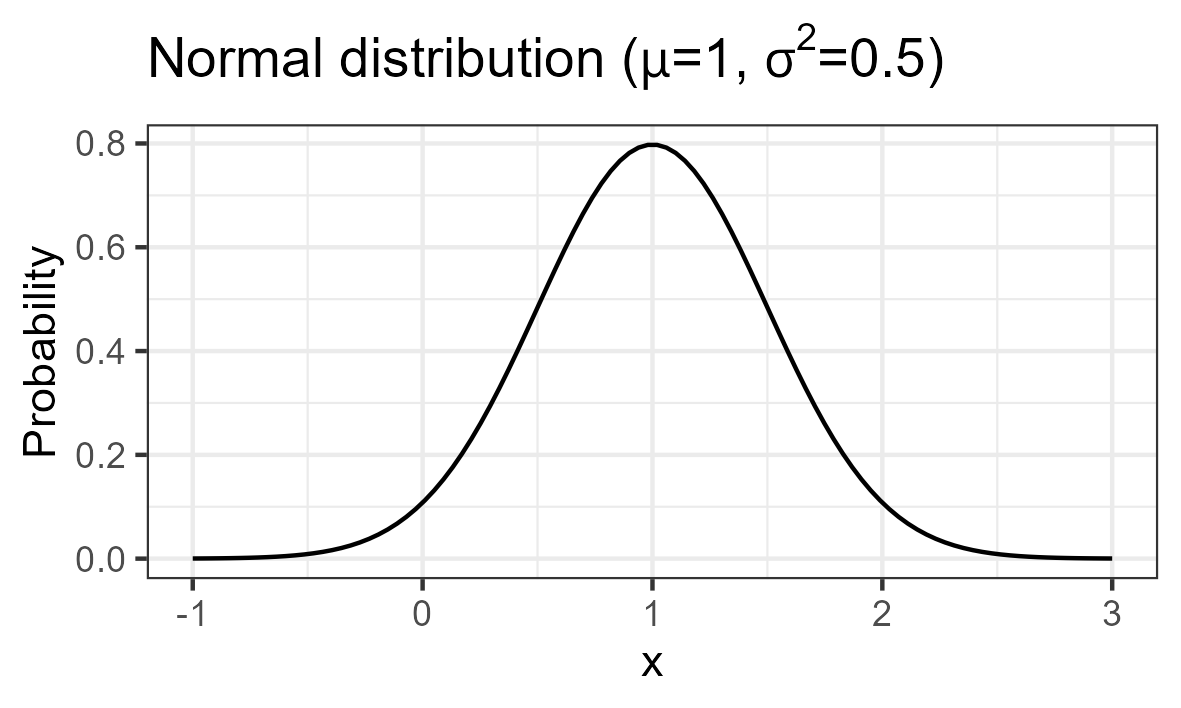 Normal distribution (μ=1, σ²=0.5)
Probability
0.8
0.6
0.4
0.2
0.0
-1 0 1 2 3
x